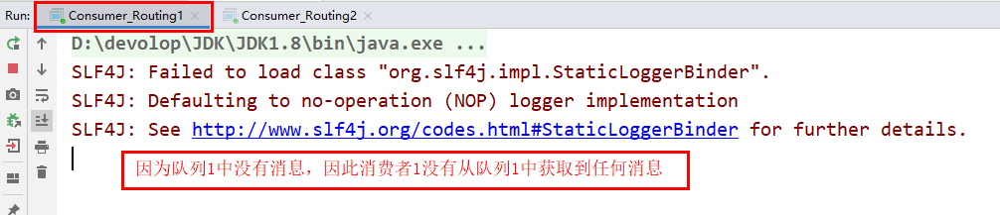 Run: Consumer_Routing1 × Consumer_Routing2 ×
D:\devolop\JDK\JDK1.8\bin\java.exe ...
SLF4J: Failed to load class "org.slf4j.impl.StaticLoggerBinder".
SLF4J: Defaulting to no-operation (NOP) logger implementation
SLF4J: See http://www.slf4j.org/codes.html#StaticLoggerBinder for further details.
因为队列1中没有消息，因此消费者1没有从队列1中获取到任何消息